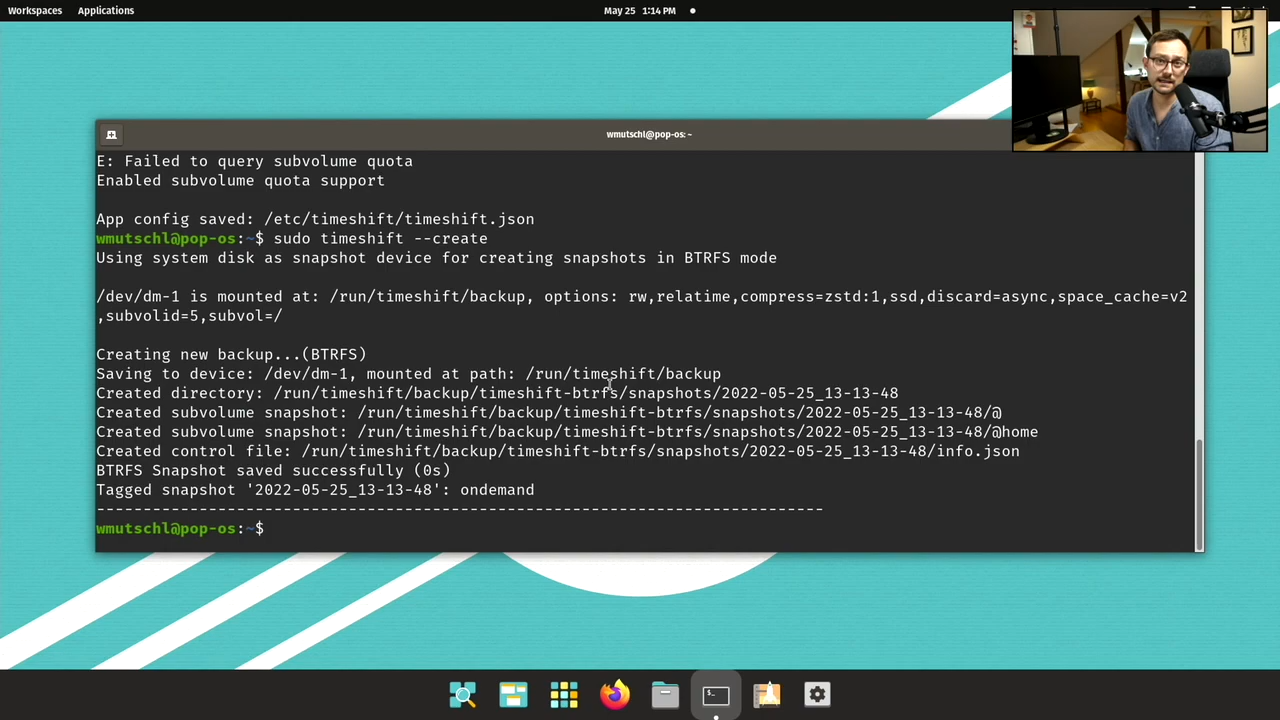 Workspaces Applications May 25 1:14 PM
wmutschl@pop-os: ~
E: Failed to query subvolume quota
Enabled subvolume quota support
App config saved: /etc/timeshift/timeshift.json
wmutschl@pop-os:~$ sudo timeshift --create
Using system disk as snapshot device for creating snapshots in BTRFS mode
/dev/dm-1 is mounted at: /run/timeshift/backup, options: rw,relatime,compress=zstd:1,ssd,discard=async,space_cache=v2
,subvolid=5,subvol=/
Creating new backup...(BTRFS)
Saving to device: /dev/dm-1, mounted at path: /run/timeshift/backup
Created directory: /run/timeshift/backup/timeshift-btrfs/snapshots/2022-05-25_13-13-48
Created subvolume snapshot: /run/timeshift/backup/timeshift-btrfs/snapshots/2022-05-25_13-13-48/@
Created subvolume snapshot: /run/timeshift/backup/timeshift-btrfs/snapshots/2022-05-25_13-13-48/@home
Created control file: /run/timeshift/backup/timeshift-btrfs/snapshots/2022-05-25_13-13-48/info.json
BTRFS Snapshot saved successfully (0s)
Tagged snapshot '2022-05-25_13-13-48': ondemand
------------------------------------------------------------------------------
wmutschl@pop-os:~$